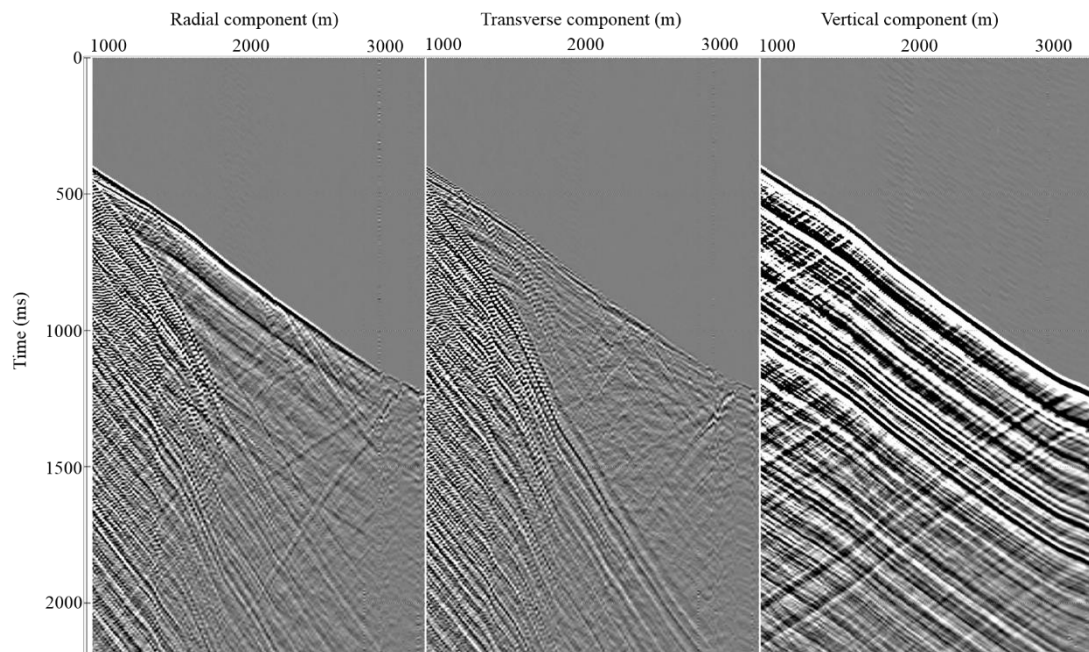 Radial component (m) Transverse component (m) Vertical component (m)
1000 2000 3000 1000 2000 3000 1000 2000 3000
0
500
1000
Time (ms)
1500
2000